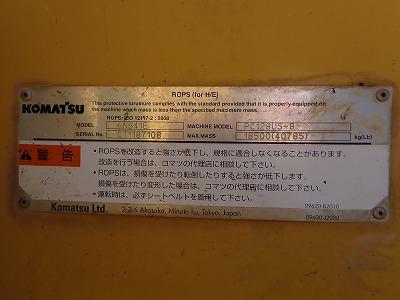 ROPS (for H/E)
This protective structure complies with the standard provided that it is properly equipped on
the machine which mass is less than the specified maximum mass.
KOMATSU
ROPS: ISO 12117-2 : 2008
MODEL
MACHINE MODEL PC128US-8
SERIAL No MAX.MASS 18500(40785) kg(Lb)
警告
•ROPSを改造すると強さが低下し、規格に適合しなくなることがあります。
改造を行う場合は、コマツの代理店に相談して下さい。
•ROPSは、損傷を受けたり転倒したりすると強さが低下します。
損傷を受けたり変形した場合は、コマツの代理店に相談して下さい。
•運転時は、必ずシートベルトを着用して下さい。
Komatsu Ltd. 2-3-6 Akasaka, Minato-ku, Tokyo, Japan
09620-B2010
09620-J2000